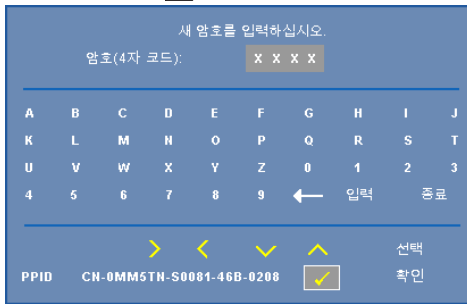 새 암호를 입력하십시오.
암호(4자 코드): X X X X
A B C D E F G H I J
K L M N O P Q R S T
U V W X Y Z 0 1 2 3
4 5 6 7 8 9 ← 입력 종료
선택
PPID CN-0MM5TN-S0081-46B-0208 확인